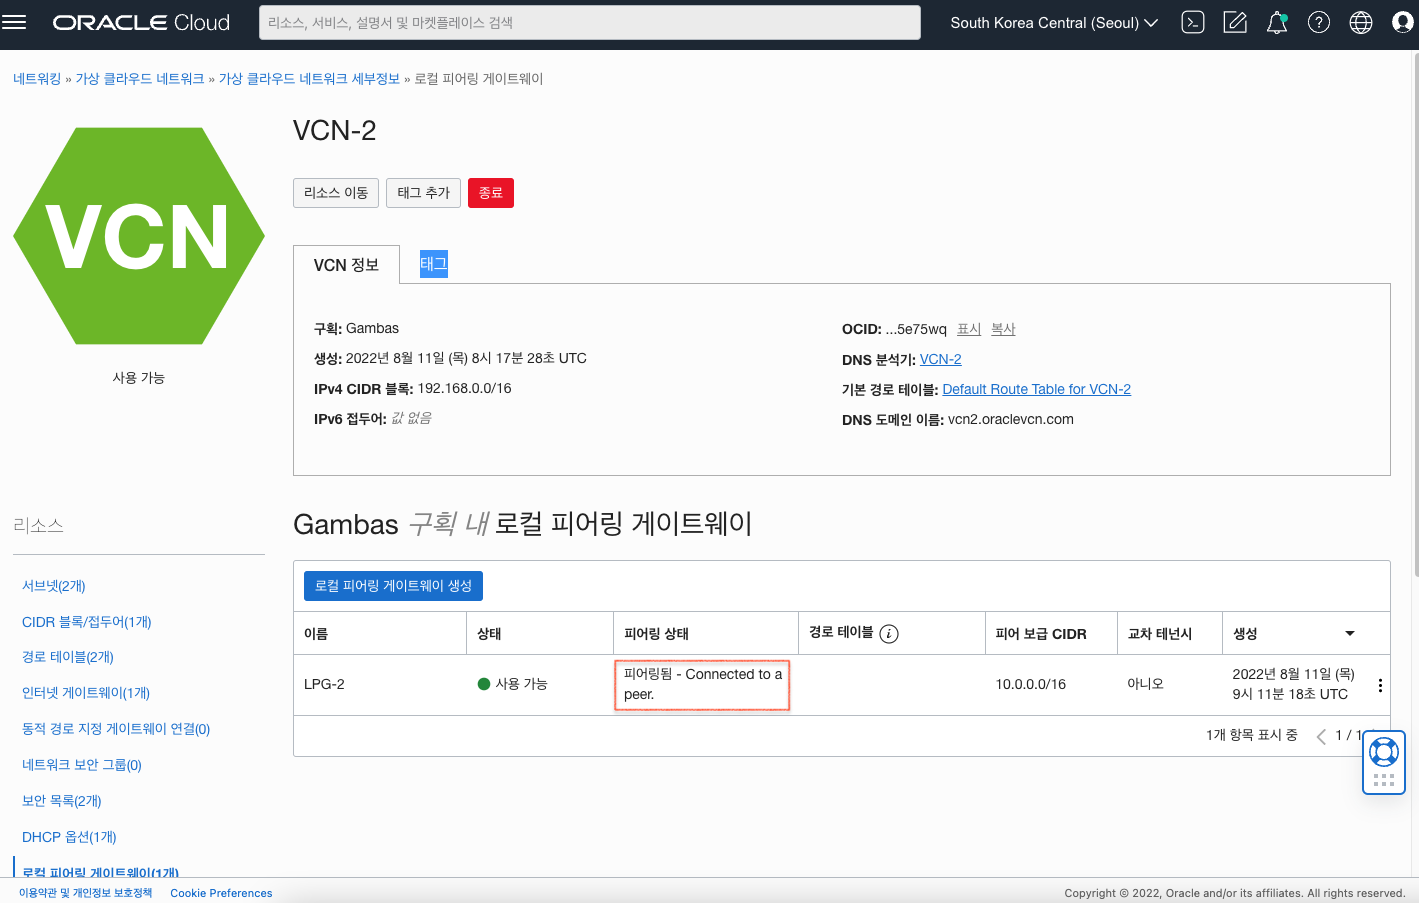 ORACLE Cloud
리소스, 서비스, 설명서 및 마켓플레이스 검색
South Korea Central (Seoul)
네트워킹 » 가상 클라우드 네트워크 » 가상 클라우드 네트워크 세부정보 » 로컬 피어링 게이트웨이
VCN
사용 가능
VCN-2
리소스 이동 태그 추가 종료
VCN 정보 태그
구획: Gambas
생성: 2022년 8월 11일 (목) 8시 17분 28초 UTC
IPv4 CIDR 블록: 192.168.0.0/16
IPv6 접두어: 값 없음
OCID: ...5e75wq 표시 복사
DNS 분석기: VCN-2
기본 경로 테이블: Default Route Table for VCN-2
DNS 도메인 이름: vcn2.oraclevcn.com
리소스
서브넷(2개)
CIDR 블록/접두어(1개)
경로 테이블(2개)
인터넷 게이트웨이(1개)
동적 경로 지정 게이트웨이 연결(0)
네트워크 보안 그룹(0)
보안 목록(2개)
DHCP 옵션(1개)
로컬 피어링 게이트웨이(1개)
Gambas 구획 내 로컬 피어링 게이트웨이
로컬 피어링 게이트웨이 생성
이름 상태 피어링 상태 경로 테이블 피어 보급 CIDR 교차 테넌시 생성
LPG-2 사용 가능 피어링됨 - Connected to a 10.0.0.0/16 아니오 2022년 8월 11일 (목)
peer. 9시 11분 18초 UTC
1개 항목 표시 중 1 / 1
이용약관 및 개인정보 보호정책 Cookie Preferences
Copyright © 2022, Oracle and/or its affiliates. All rights reserved.